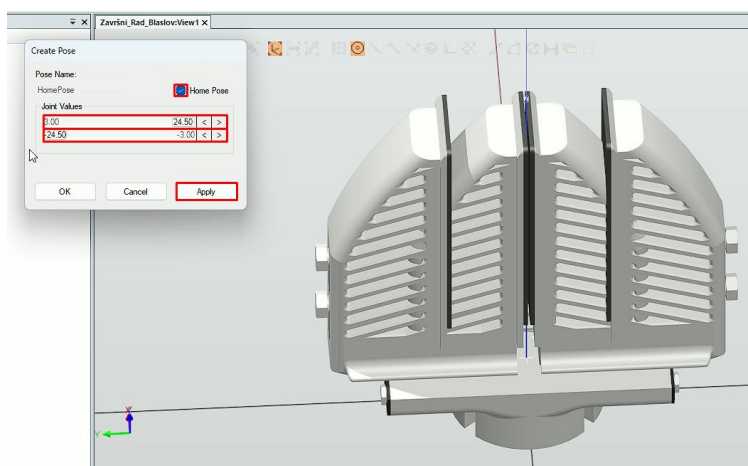 Završni_Rad_Blaslov:View1 ×
Create Pose
Pose Name:
HomePose
Home Pose
Joint Values
3.00 24.50 < >
-24.50 -3.00 < >
OK Cancel Apply
X
Y